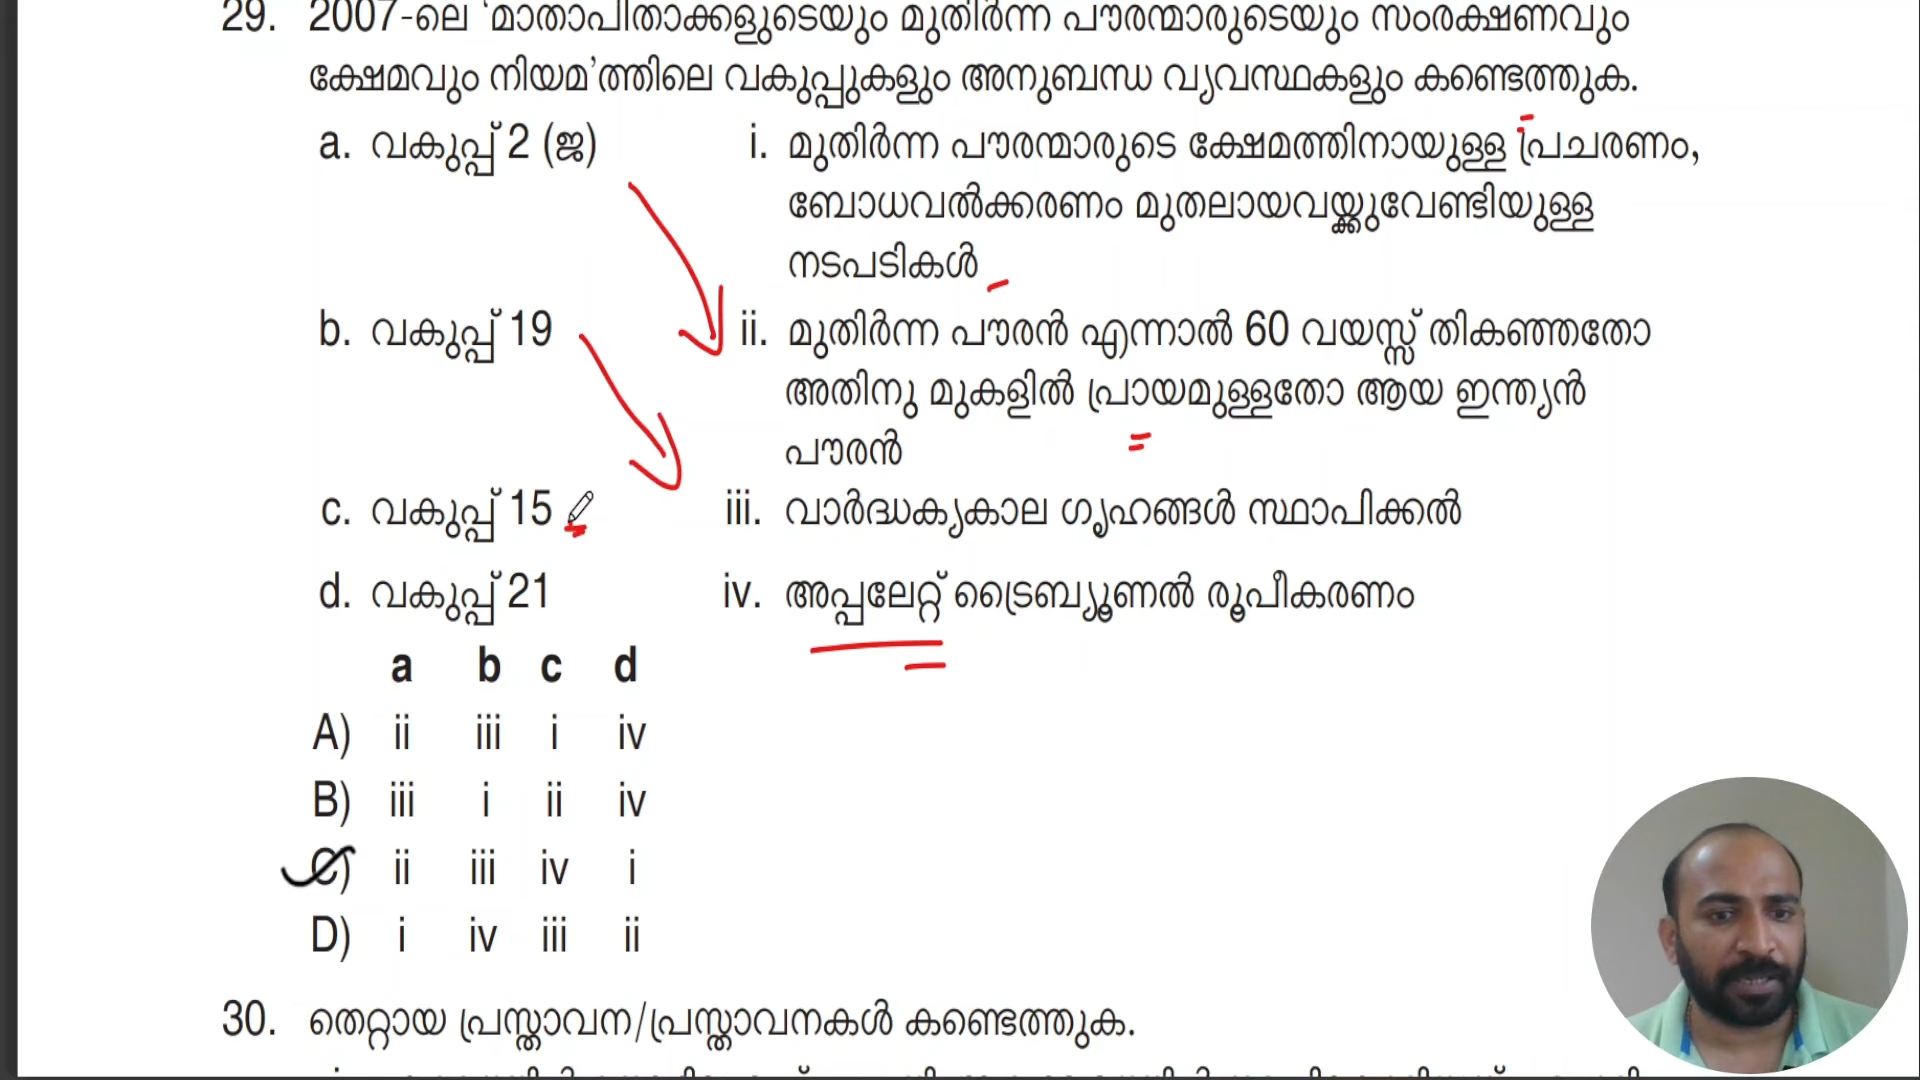 29. 2007-ലെ 'മാതാപിതാക്കളുടെയും മുതിർന്ന പൗരന്മാരുടെയും സംരക്ഷണവും
ക്ഷേമവും നിയമ'ത്തിലെ വകുപ്പുകളും അനുബന്ധ വ്യവസ്ഥകളും കണ്ടെത്തുക.
a. വകുപ്പ് 2 (ജ) i. മുതിർന്ന പൗരന്മാരുടെ ക്ഷേമത്തിനായുള്ള പ്രചരണം,
ബോധവൽക്കരണം മുതലായവയ്ക്കുവേണ്ടിയുള്ള
നടപടികൾ
b. വകുപ്പ് 19 ii. മുതിർന്ന പൗരൻ എന്നാൽ 60 വയസ്സ് തികഞ്ഞതോ
അതിനു മുകളിൽ പ്രായമുള്ളതോ ആയ ഇന്ത്യൻ
പൗരൻ
c. വകുപ്പ് 15 iii. വാർദ്ധക്യകാല ഗൃഹങ്ങൾ സ്ഥാപിക്കൽ
d. വകുപ്പ് 21 iv. അപ്പലേറ്റ് ട്രൈബ്യൂണൽ രൂപീകരണം
a b c d
A) ii iii i iv
B) iii i ii iv
C) ii iii iv i
D) i iv iii ii
30. തെറ്റായ പ്രസ്താവന/പ്രസ്താവനകൾ കണ്ടെത്തുക.